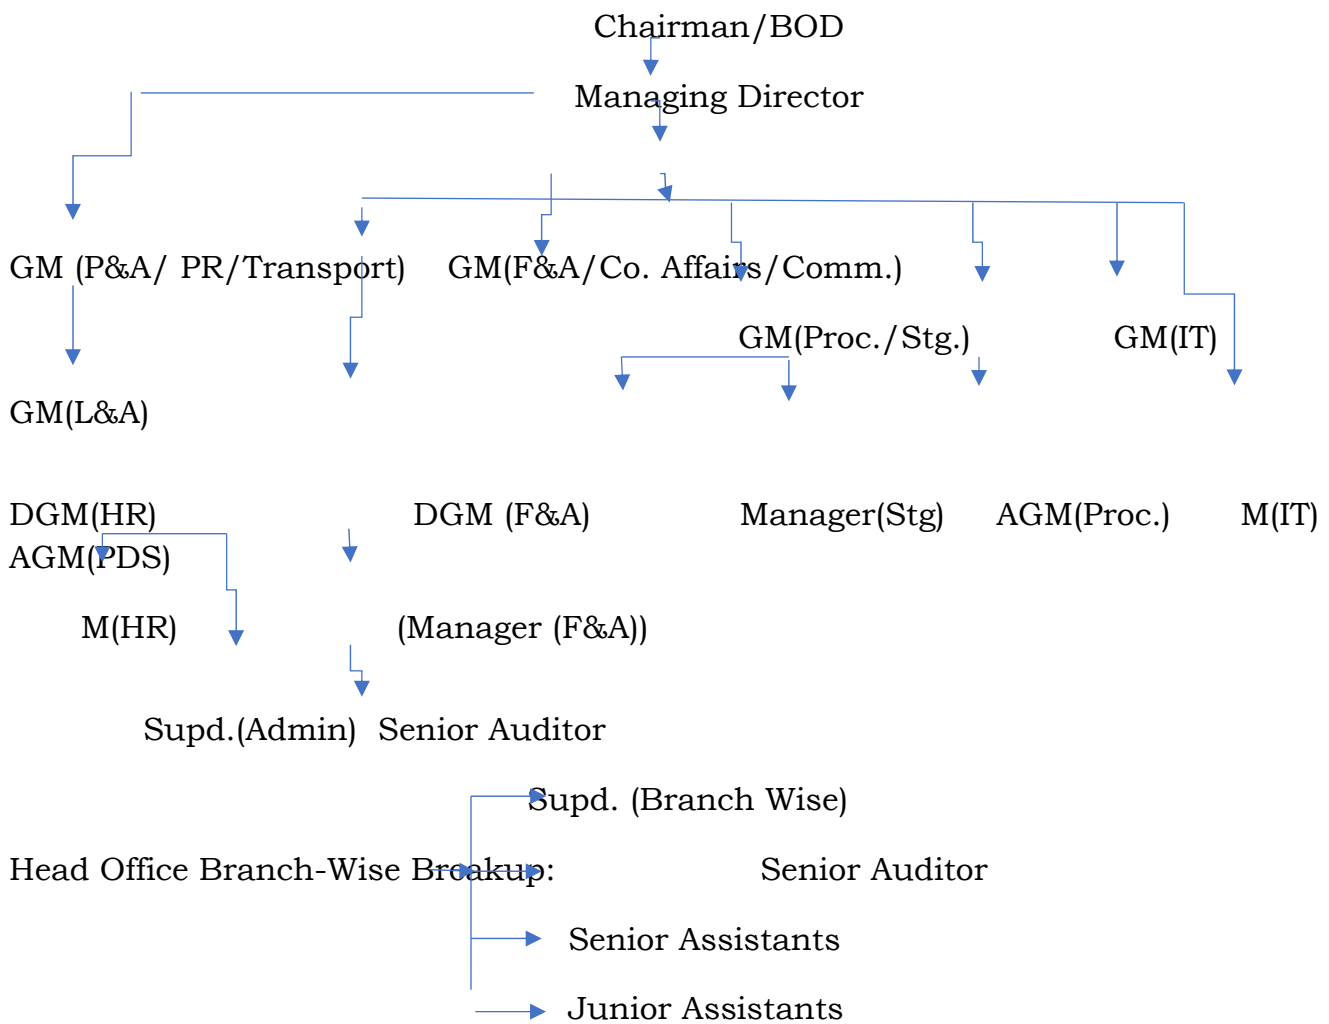 Chairman/BOD
Managing Director
GM (P&A/ PR/Transport) GM(F&A/Co. Affairs/Comm.)
GM(Proc./Stg.) GM(IT)
GM(L&A)
DGM(HR) DGM (F&A) Manager(Stg) AGM(Proc.) M(IT)
AGM(PDS)
M(HR) (Manager (F&A))
Supd.(Admin) Senior Auditor
Supd. (Branch Wise)
Head Office Branch-Wise Breakup: Senior Auditor
Senior Assistants
Junior Assistants